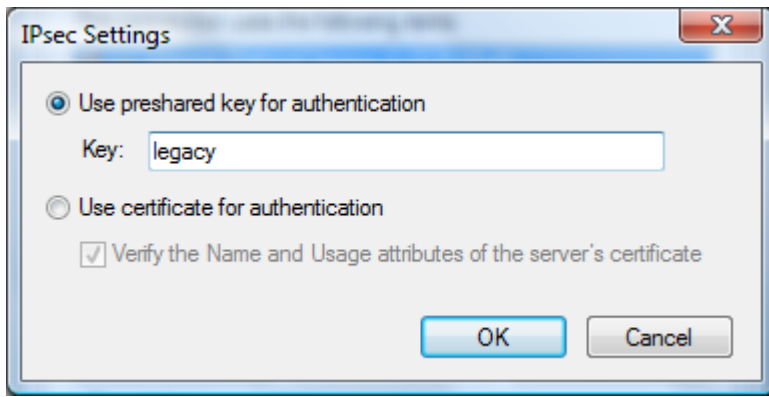 IPsec Settings
Use preshared key for authentication
Key: legacy
Use certificate for authentication
Verify the Name and Usage attributes of the server's certificate
OK Cancel